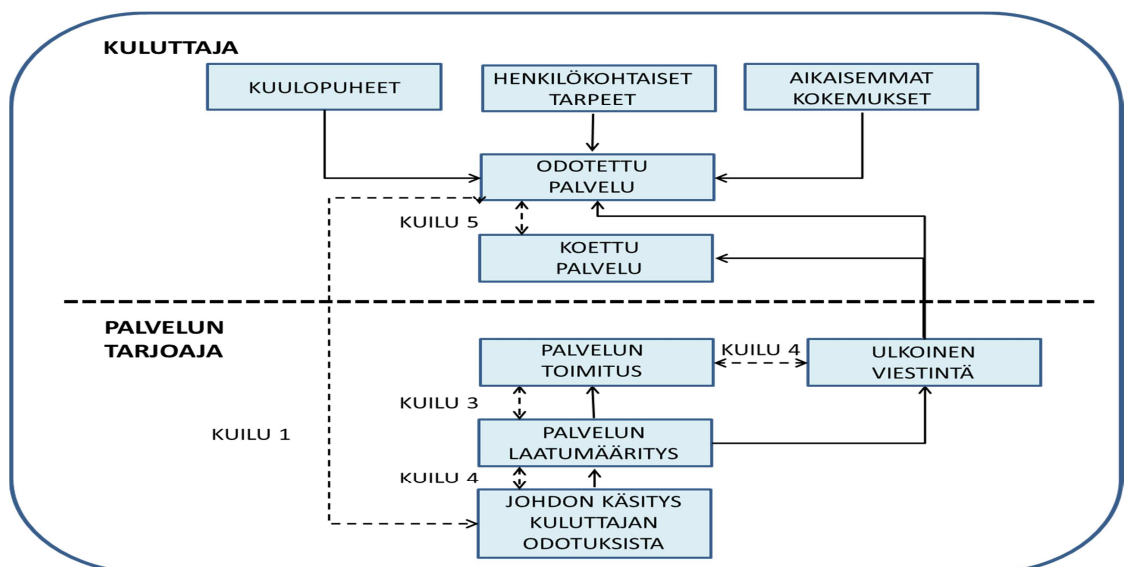 KULUTTAJA
KUULOPUHEET
HENKILÖKOHTAISET
TARPEET
AIKAISEMMAT
KOKEMUKSET
ODOTETTU
PALVELU
KUILU 5
KOETTU
PALVELU
PALVELUN
TARJOAJA
PALVELUN
TOIMITUS
KUILU 4
ULKOINEN
VIESTINTÄ
KUILU 3
KUILU 1
PALVELUN
LAATUMÄÄRITYS
KUILU 4
JOHDON KÄSITYS
KULUTTAJAN
ODOTUKSISTA